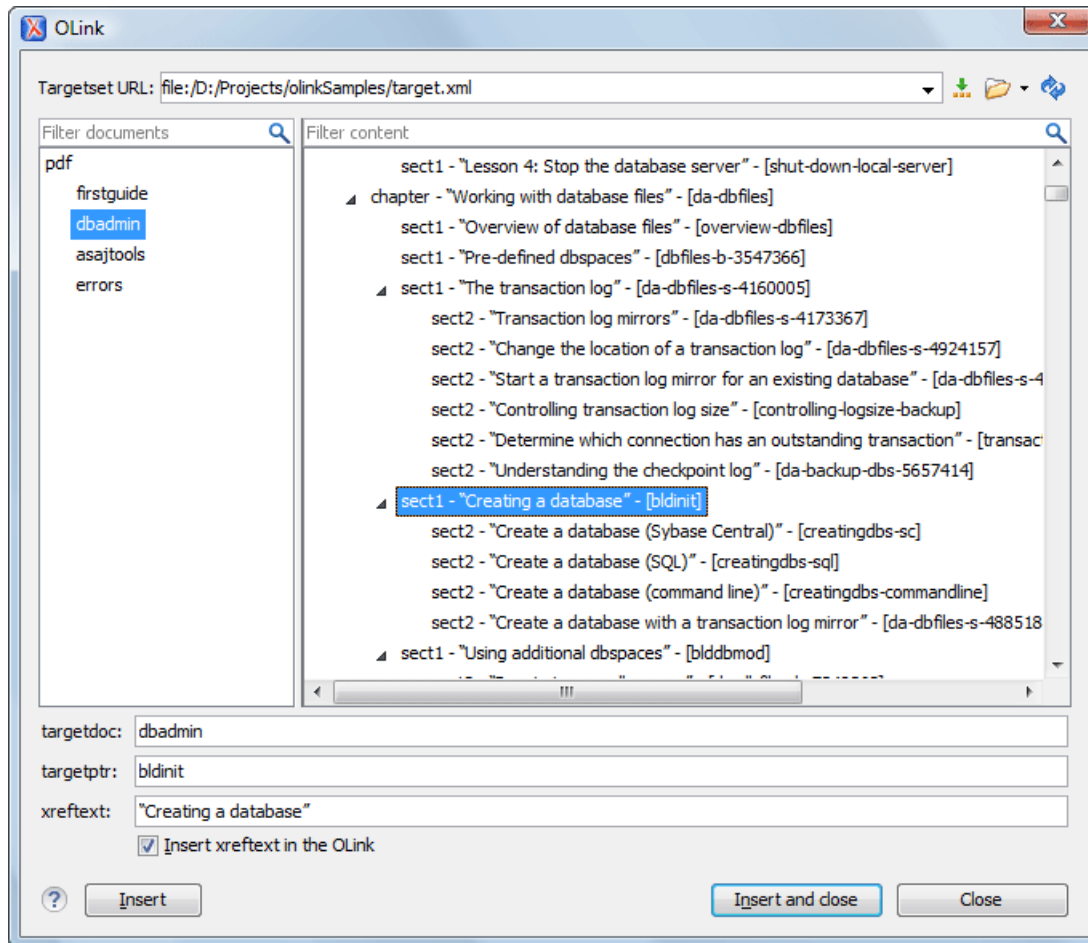 OLink
Targetset URL: file:/D:/Projects/olinkSamples/target.xml
Filter documents
Filter content
pdf
firstguide
dbadmin
asajtools
errors
sect1 - “Lesson 4: Stop the database server” - [shut-down-local-server]
chapter - “Working with database files” - [da-dbfiles]
sect1 - “Overview of database files” - [overview-dbfiles]
sect1 - “Pre-defined dbspaces” - [dbfiles-b-3547366]
sect1 - “The transaction log” - [da-dbfiles-s-4160005]
sect2 - “Transaction log mirrors” - [da-dbfiles-s-4173367]
sect2 - “Change the location of a transaction log” - [da-dbfiles-s-4924157]
sect2 - “Start a transaction log mirror for an existing database” - [da-dbfiles-s-4
sect2 - “Controlling transaction log size” - [controlling-logsize-backup]
sect2 - “Determine which connection has an outstanding transaction” - [transac
sect2 - “Understanding the checkpoint log” - [da-backup-dbs-5657414]
sect1 - “Creating a database” - [bldinit]
sect2 - “Create a database (Sybase Central)” - [creatingdbs-sc]
sect2 - “Create a database (SQL)” - [creatingdbs-sql]
sect2 - “Create a database (command line)” - [creatingdbs-commandline]
sect2 - “Create a database with a transaction log mirror” - [da-dbfiles-s-488518
sect1 - “Using additional dbspaces” - [blddbmod]
targetdoc: dbadmin
targetptr: bldinit
xreftext: “Creating a database”
Insert xreftext in the OLink
Insert
Insert and close
Close